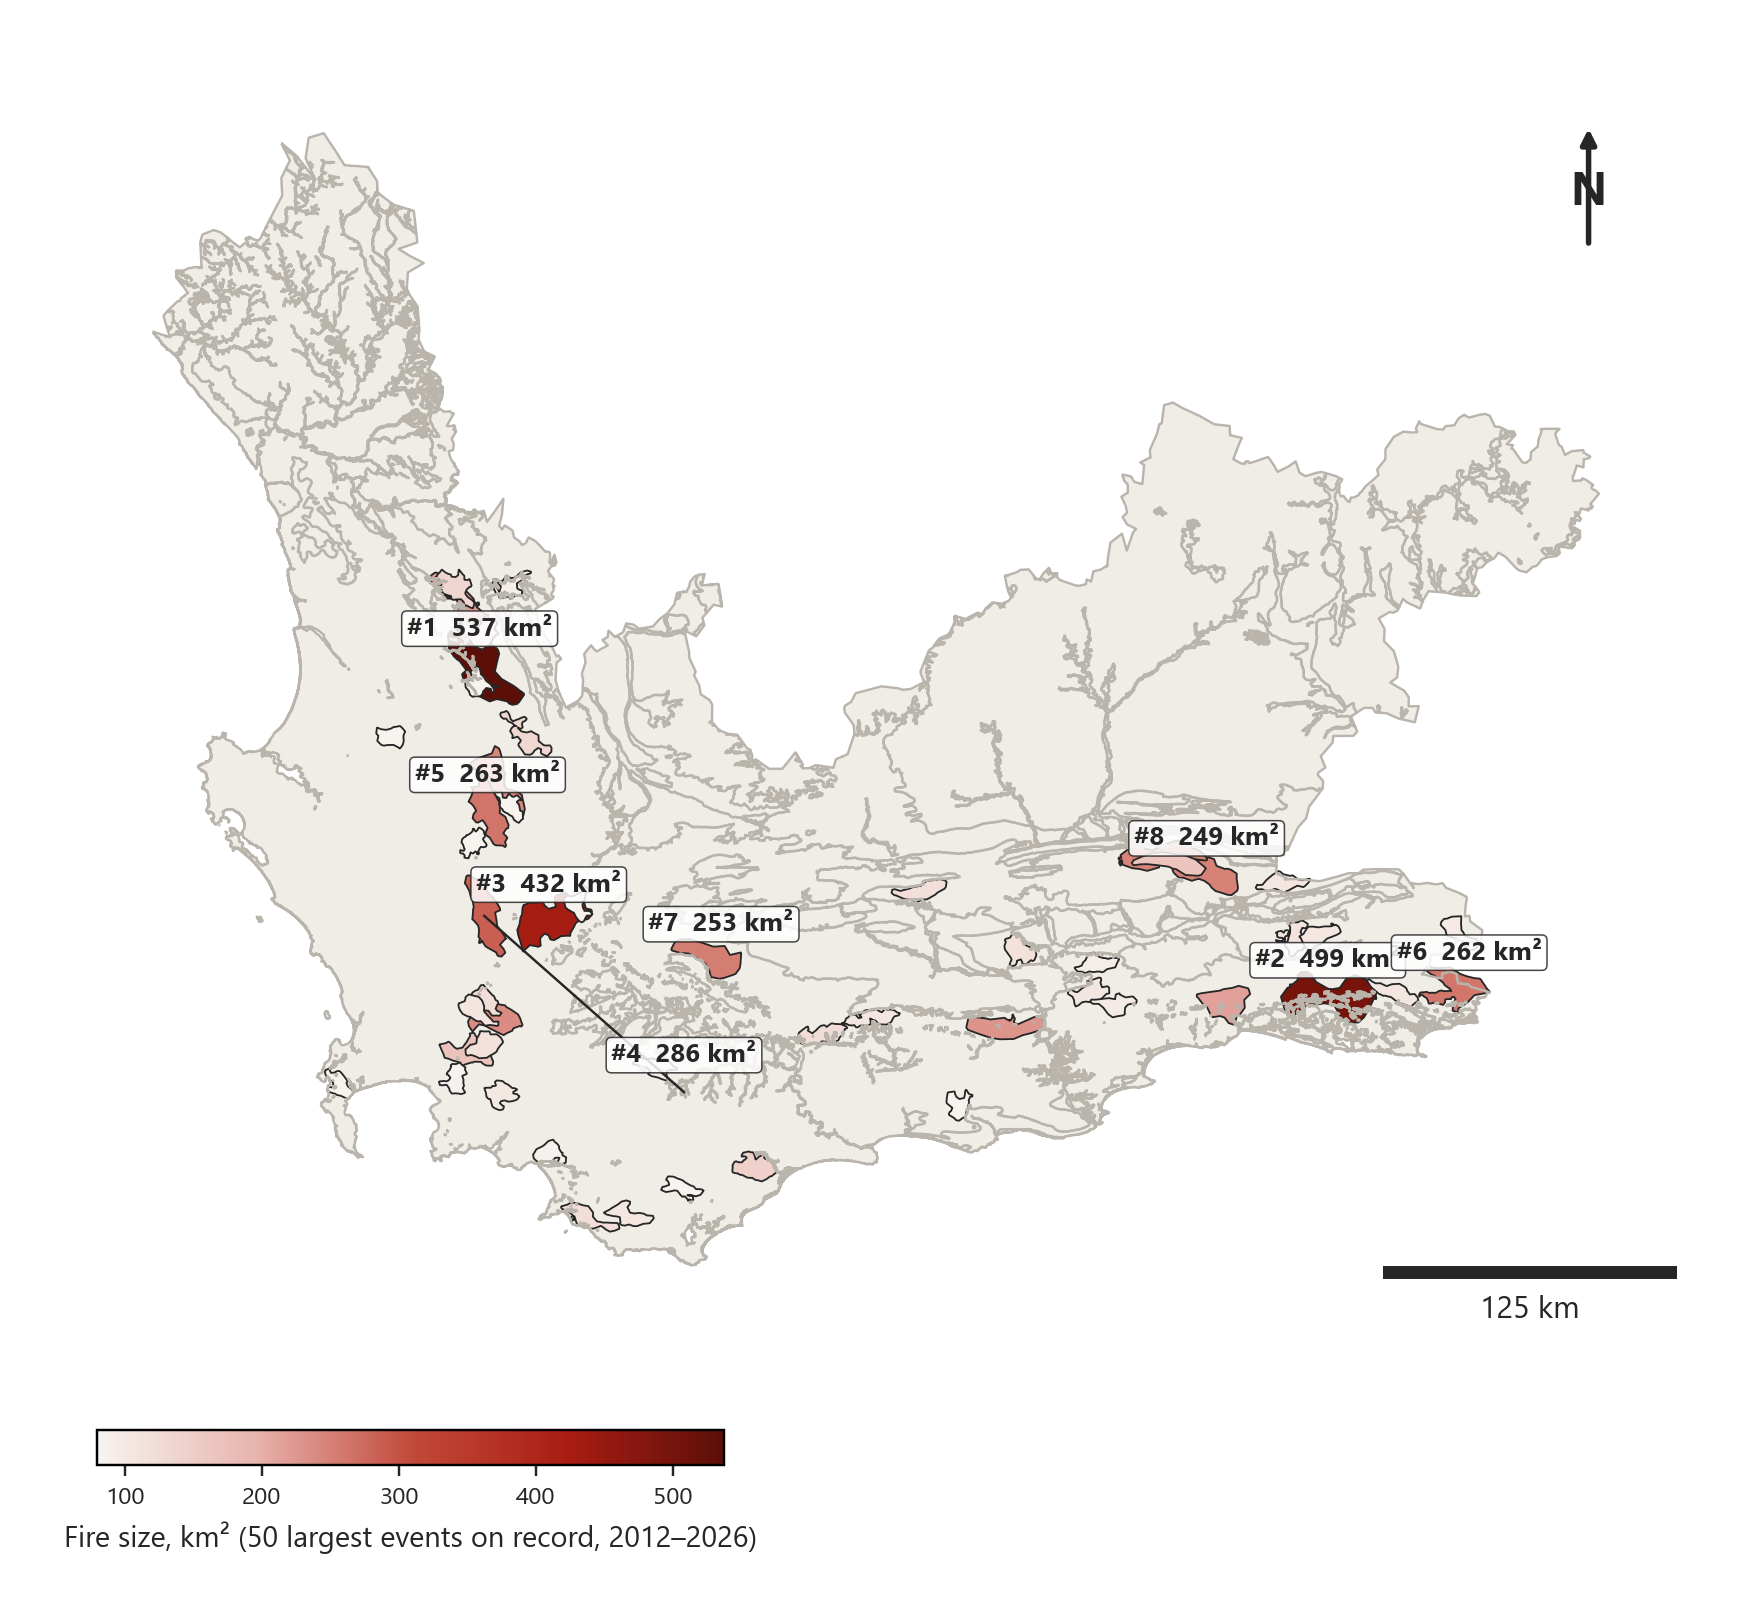 N
#1 537 km²
#5 263 km²
#8 249 km²
#3 432 km²
#7 253 km²
#2 499 km
#6 262 km²
#4 286 km²
125 km
100 200 300 400 500
Fire size, km² (50 largest events on record, 2012–2026)